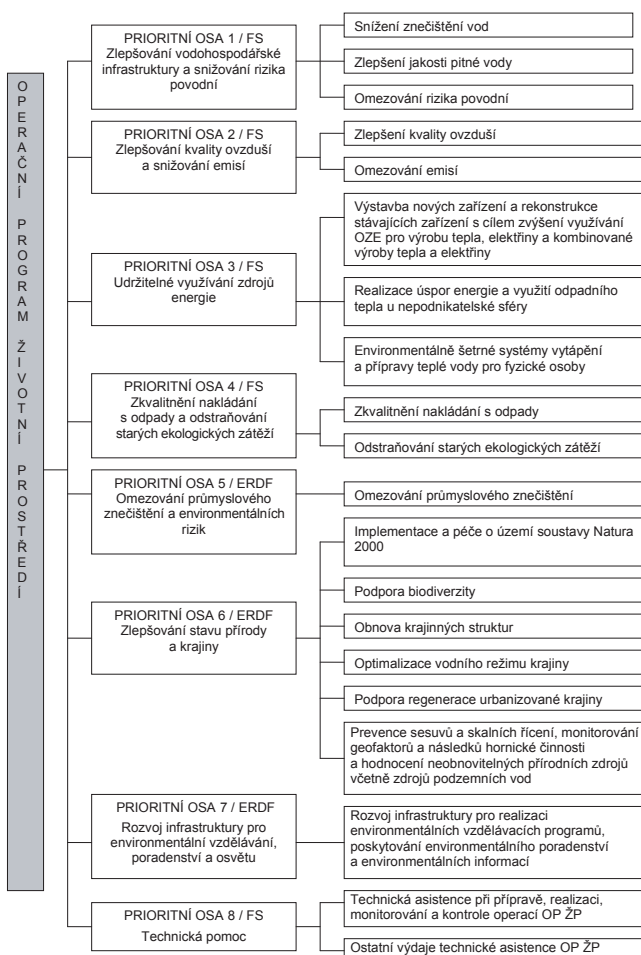 OPERAČNÍ PROGRAM ŽIVOTNÍ PROSTŘEDÍ
PRIORITNÍ OSA 1 / FS
Zlepšování vodohospodářské
infrastruktury a snižování rizika
povodní
Snížení znečištění vod
Zlepšení jakosti pitné vody
Omezování rizika povodní
PRIORITNÍ OSA 2 / FS
Zlepšování kvality ovzduší
a snižování emisí
Zlepšení kvality ovzduší
Omezování emisí
PRIORITNÍ OSA 3 / FS
Udržitelné využívání zdrojů
energie
Výstavba nových zařízení a rekonstrukce
stávajících zařízení s cílem zvýšení využívání
OZE pro výrobu tepla, elektřiny a kombinované
výroby tepla a elektřiny
Realizace úspor energie a využití odpadního
tepla u nepodnikatelské sféry
Environmentálně šetrné systémy vytápění
a přípravy teplé vody pro fyzické osoby
PRIORITNÍ OSA 4 / FS
Zkvalitnění nakládání
s odpady a odstraňování
starých ekologických zátěží
Zkvalitnění nakládání s odpady
Odstraňování starých ekologických zátěží
PRIORITNÍ OSA 5 / ERDF
Omezování průmyslového
znečištění a environmentálních
rizik
Omezování průmyslového znečištění
PRIORITNÍ OSA 6 / ERDF
Zlepšování stavu přírody
a krajiny
Implementace a péče o území soustavy Natura
2000
Podpora biodiverzity
Obnova krajinných struktur
Optimalizace vodního režimu krajiny
Podpora regenerace urbanizované krajiny
Prevence sesuvů a skalních řícení, monitorování
geofaktorů a následků hornické činnosti
a hodnocení neobnovitelných přírodních zdrojů
včetně zdrojů podzemních vod
PRIORITNÍ OSA 7 / ERDF
Rozvoj infrastruktury pro
environmentální vzdělávání,
poradenství a osvětu
Rozvoj infrastruktury pro realizaci
environmentálních vzdělávacích programů,
poskytování environmentálního poradenství
a environmentálních informací
PRIORITNÍ OSA 8 / FS
Technická pomoc
Technická asistence při přípravě, realizaci,
monitorování a kontrole operací OP ŽP
Ostatní výdaje technické asistence OP ŽP